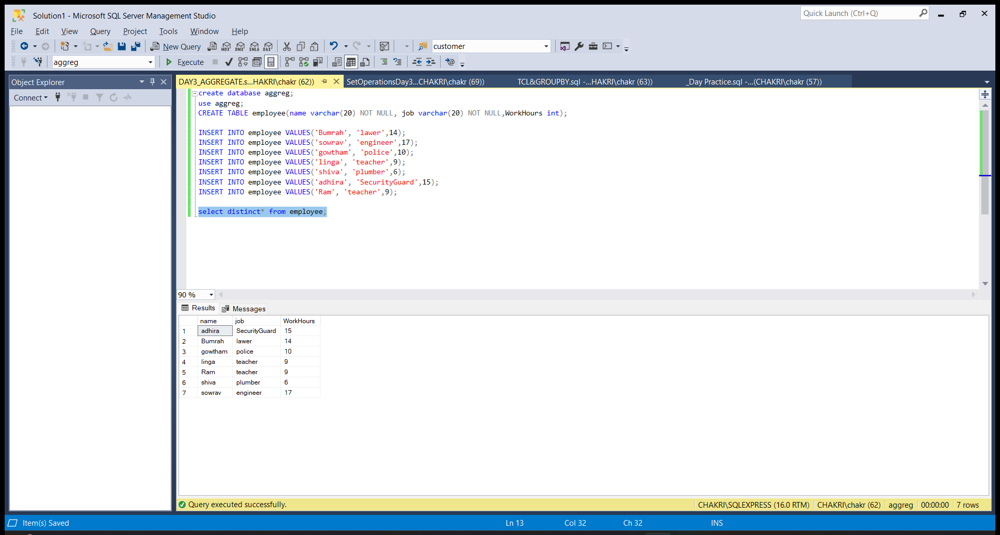 Solution1 - Microsoft SQL Server Management Studio
Quick Launch (Ctrl+Q)
File Edit View Query Project Tools Window Help
New Query MDX DMX XMLA DAX customer
aggreg Execute
Object Explorer
Connect
DAY3_AGGREGATE.s...HAKRI\chakr (62)) SetOperationsDay3...CHAKRI\chakr (69)) TCL&GROUPBY.sql -...HAKRI\chakr (63)) _Day Practice.sql -...(CHAKRI\chakr (57))
create database aggreg;
use aggreg;
CREATE TABLE employee(name varchar(20) NOT NULL, job varchar(20) NOT NULL,WorkHours int);
INSERT INTO employee VALUES('Bumrah', 'lawer',14);
INSERT INTO employee VALUES('sowrav', 'engineer',17);
INSERT INTO employee VALUES('gowtham', 'police',10);
INSERT INTO employee VALUES('linga', 'teacher',9);
INSERT INTO employee VALUES('shiva', 'plumber',6);
INSERT INTO employee VALUES('adhira', 'SecurityGuard',15);
INSERT INTO employee VALUES('Ram', 'teacher',9);
select distinct* from employee;
90 %
Results Messages
name job WorkHours
1 adhira SecurityGuard 15
2 Bumrah lawer 14
3 gowtham police 10
4 linga teacher 9
5 Ram teacher 9
6 shiva plumber 6
7 sowrav engineer 17
Query executed successfully. CHAKRI\SQLEXPRESS (16.0 RTM) CHAKRI\chakr (62) aggreg 00:00:00 7 rows
Item(s) Saved Ln 13 Col 32 Ch 32 INS